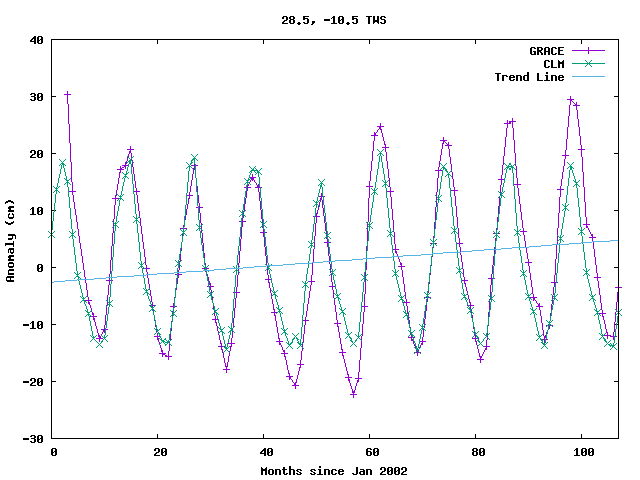 28.5, -10.5 TWS
GRACE
CLM
Trend Line
Anomaly (cm)
40
30
20
10
0
-10
-20
-30
0 20 40 60 80 100
Months since Jan 2002